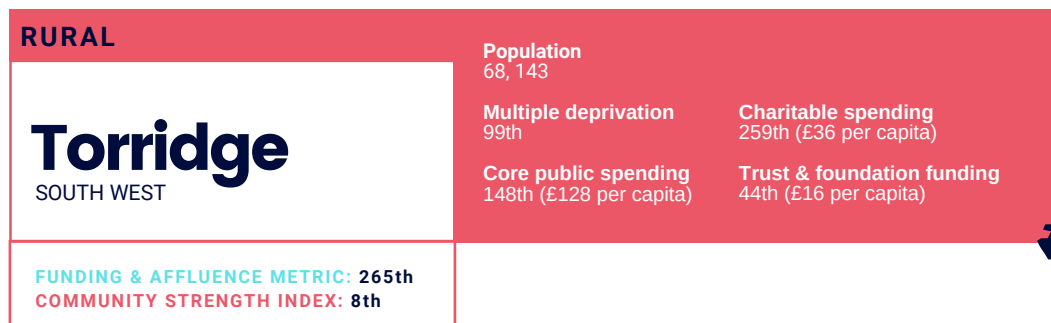 RURAL
Torridge
SOUTH WEST
FUNDING & AFFLUENCE METRIC: 265th
COMMUNITY STRENGTH INDEX: 8th
Population
68, 143
Multiple deprivation
99th
Core public spending
148th (£128 per capita)
Charitable spending
259th (£36 per capita)
Trust & foundation funding
44th (£16 per capita)